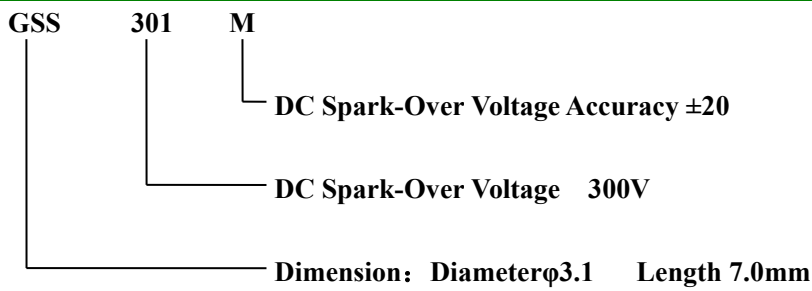 GSS 301 M
DC Spark-Over Voltage Accuracy ±20
DC Spark-Over Voltage 300V
Dimension：Diameterφ3.1 Length 7.0mm